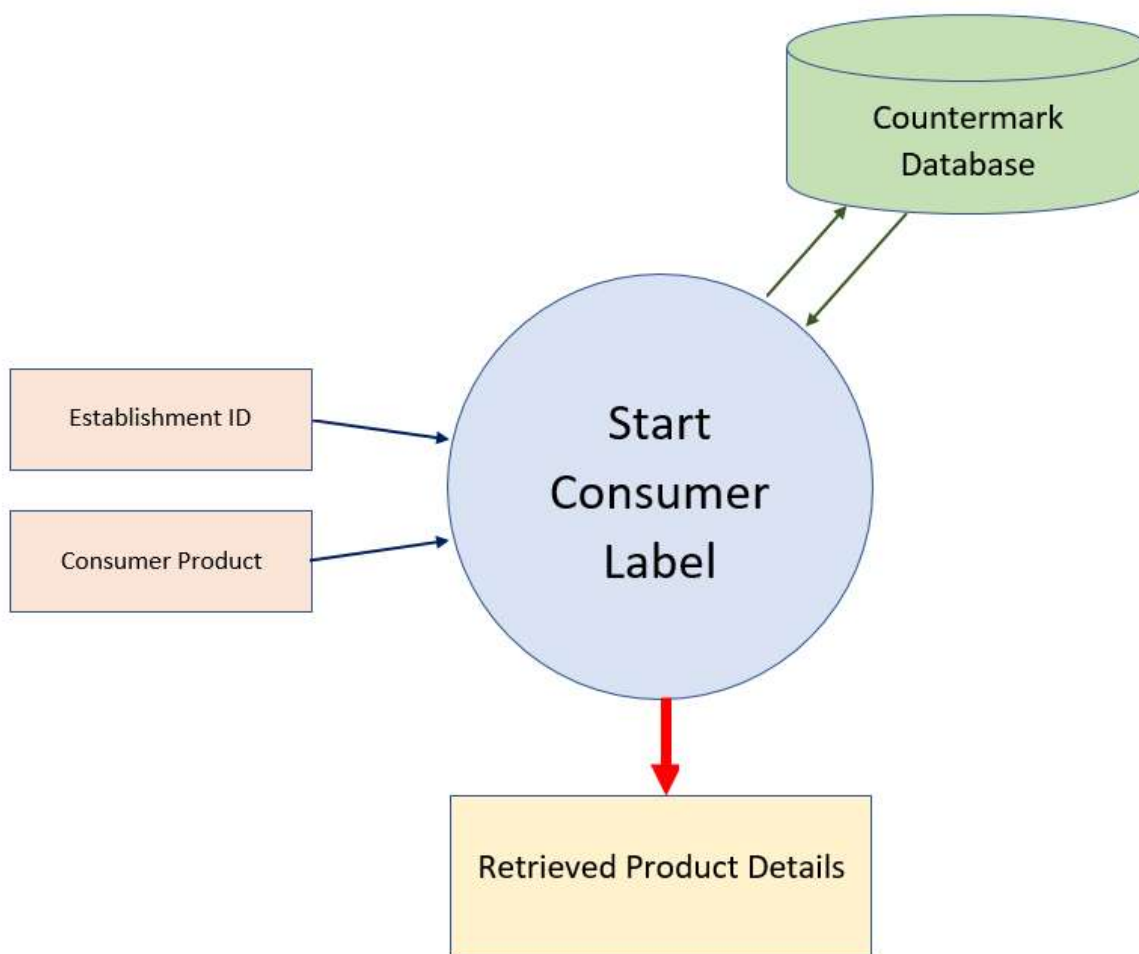 Countermark
Database
Establishment ID
Start
Consumer
Label
Consumer Product
Retrieved Product Details